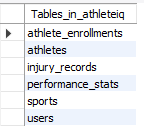 Tables_in_athleteiq
athlete_enrollments
athletes
injury_records
performance_stats
sports
users